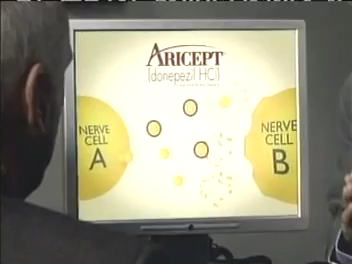 ARICEPT
(donepezil HCl)
NERVE
CELL
A
NERVE
CELL
B